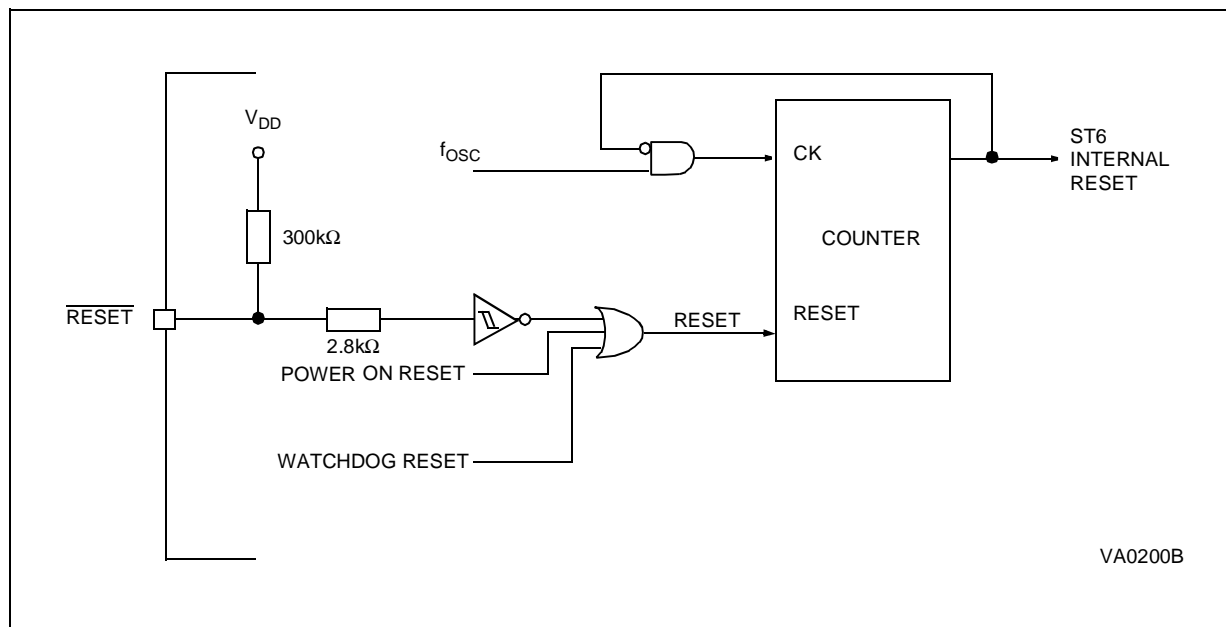 V_DD
f_OSC
CK
ST6
INTERNAL
RESET
300kΩ
COUNTER
RESET
2.8kΩ
RESET
RESET
POWER ON RESET
WATCHDOG RESET
VA0200B